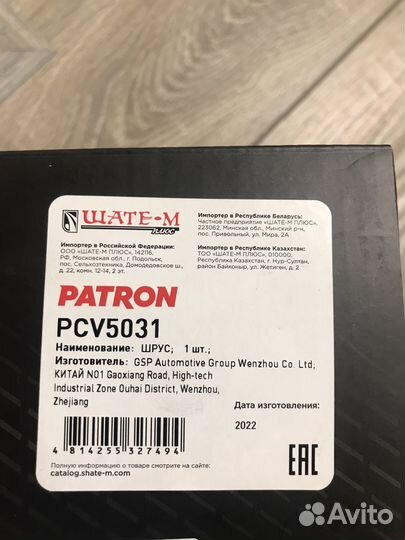 ШАТЕ-М
ПЛЮС
Импортер в Российской Федерации:
ООО «ШАТЕ-М ПЛЮС», 142116,
РФ, Московская обл., г. Подольск,
пос. Сельхозтехника, Домодедовское ш.,
д. 22, комн. 12-14, 2 эт.
Импортер в Республике Беларусь:
Частное предприятие «ШАТЕ-М ПЛЮС»,
223062, Минская обл., Минский р-н,
пос. Привольный, ул. Мира, 2А
Импортер в Республике Казахстан:
ТОО «ШАТЕ-М ПЛЮС», 010000,
Республика Казахстан, г. Нур-Султан,
район Байконыр, ул. Жетиген, д. 2
PATRON
PCV5031
Наименование: ШРУС; 1 шт.;
Изготовитель: GSP Automotive Group Wenzhou Co. Ltd;
КИТАЙ NO1 Gaoxiang Road, High-tech
Industrial Zone Ouhai District, Wenzhou,
Zhejiang
Дата изготовления:
2022
4 814255 327494
EAC
Полную информацию о товаре смотрите на
catalog.shate-m.com
Avito